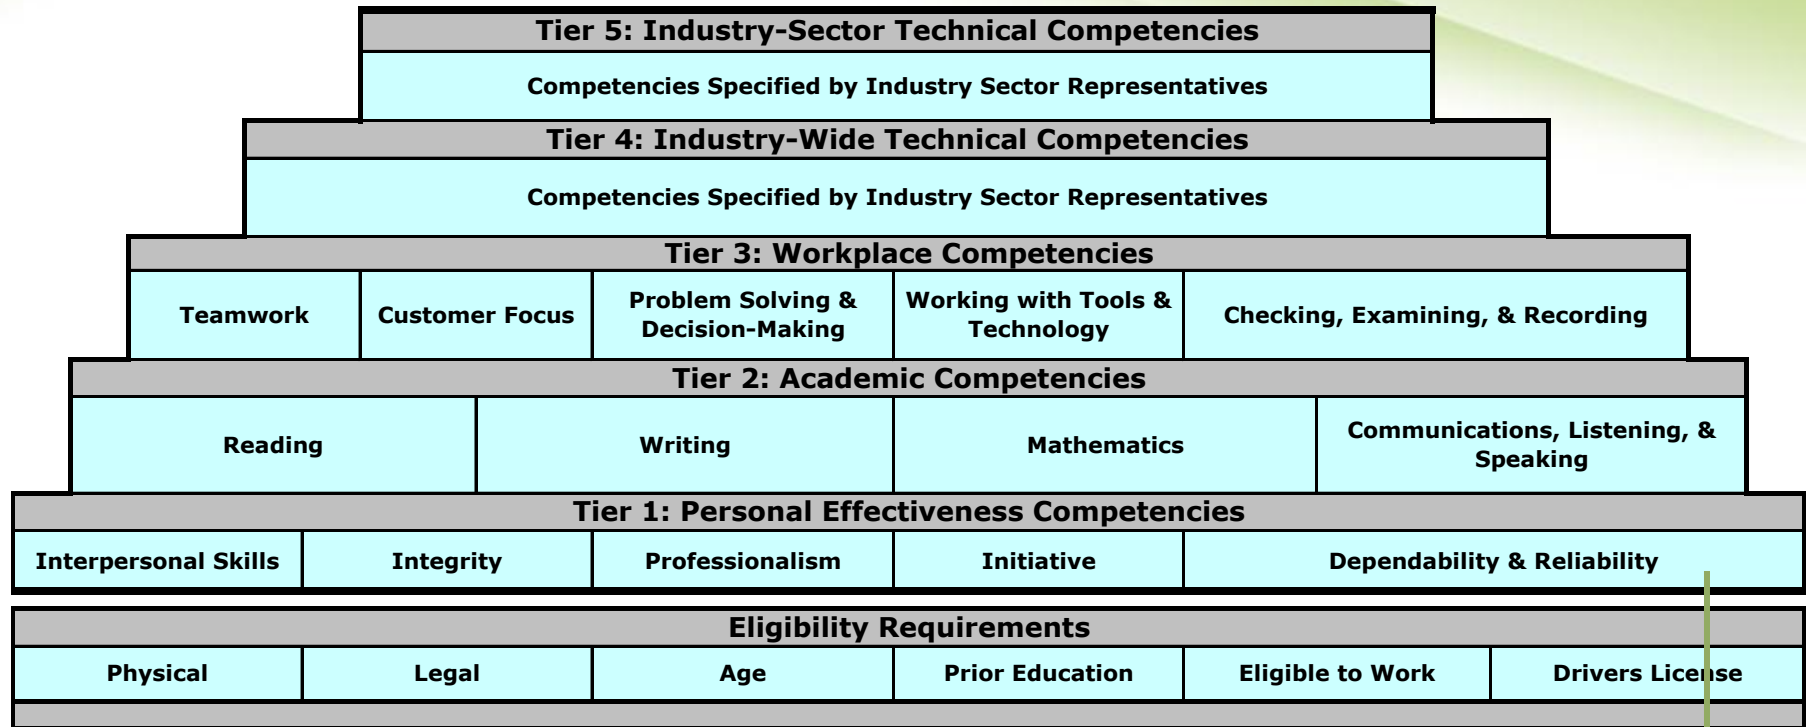 Tier 5: Industry-Sector Technical Competencies
Competencies Specified by Industry Sector Representatives
Tier 4: Industry-Wide Technical Competencies
Competencies Specified by Industry Sector Representatives
Tier 3: Workplace Competencies
Teamwork
Customer Focus
Problem Solving &
Decision-Making
Working with Tools &
Technology
Checking, Examining, & Recording
Tier 2: Academic Competencies
Reading
Writing
Mathematics
Communications, Listening, &
Speaking
Tier 1: Personal Effectiveness Competencies
Interpersonal Skills
Integrity
Professionalism
Initiative
Dependability & Reliability
Eligibility Requirements
Physical
Legal
Age
Prior Education
Eligible to Work
Drivers License